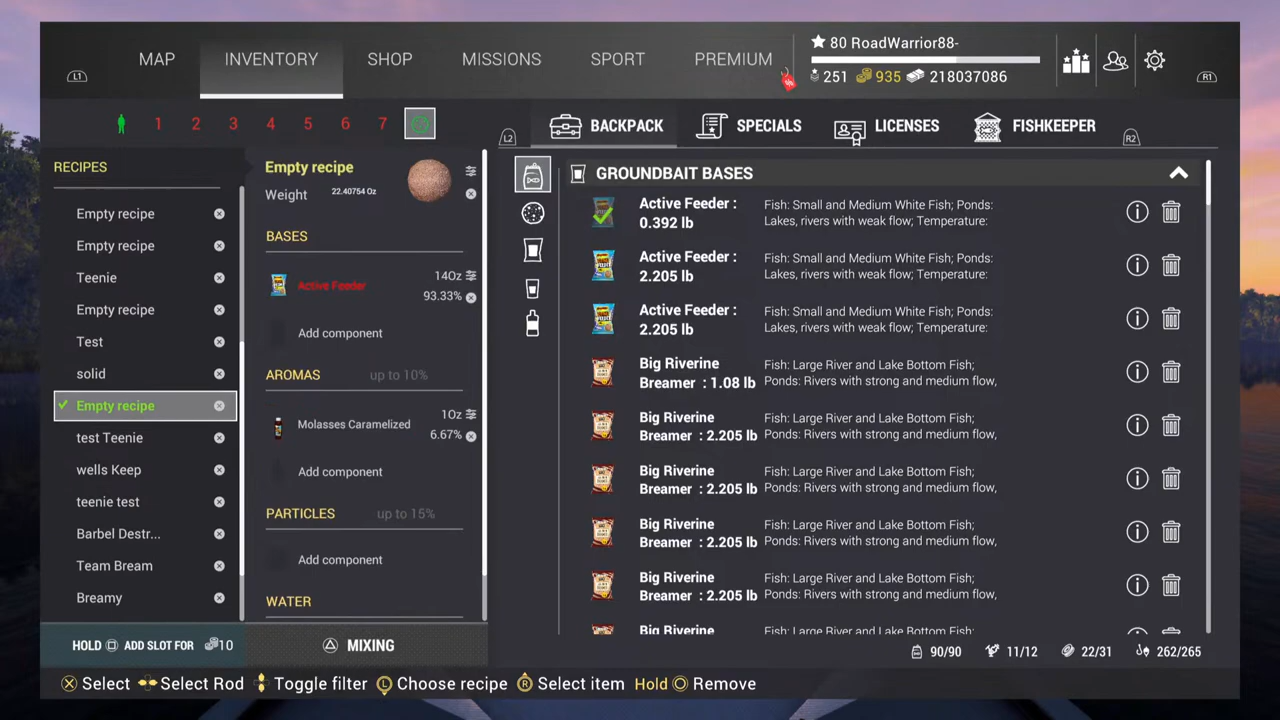 MAP INVENTORY SHOP MISSIONS SPORT PREMIUM
80 RoadWarrior88-
251 935 218037086
L1
R1
1 2 3 4 5 6 7
L2 BACKPACK SPECIALS LICENSES FISHKEEPER R2
RECIPES
Empty recipe
Empty recipe
Teenie
Empty recipe
Test
solid
Empty recipe
test Teenie
wells Keep
teenie test
Barbel Destr...
Team Bream
Breamy
HOLD ADD SLOT FOR 10
Empty recipe
Weight 22.40754 Oz
BASES
Active Feeder 14Oz
93.33%
Add component
AROMAS up to 10%
Molasses Caramelized 1Oz
6.67%
Add component
PARTICLES up to 15%
Add component
WATER
MIXING
GROUNDBAIT BASES
Active Feeder : 0.392 lb
Fish: Small and Medium White Fish; Ponds:
Lakes, rivers with weak flow; Temperature:
Active Feeder : 2.205 lb
Fish: Small and Medium White Fish; Ponds:
Lakes, rivers with weak flow; Temperature:
Active Feeder : 2.205 lb
Fish: Small and Medium White Fish; Ponds:
Lakes, rivers with weak flow; Temperature:
Big Riverine Breamer : 1.08 lb
Fish: Large River and Lake Bottom Fish;
Ponds: Rivers with strong and medium flow,
Big Riverine Breamer : 2.205 lb
Fish: Large River and Lake Bottom Fish;
Ponds: Rivers with strong and medium flow,
Big Riverine Breamer : 2.205 lb
Fish: Large River and Lake Bottom Fish;
Ponds: Rivers with strong and medium flow,
Big Riverine Breamer : 2.205 lb
Fish: Large River and Lake Bottom Fish;
Ponds: Rivers with strong and medium flow,
Big Riverine Breamer : 2.205 lb
Fish: Large River and Lake Bottom Fish;
Ponds: Rivers with strong and medium flow,
Big Riverine
Fish: Large River and Lake Bottom Fish;
90/90 11/12 22/31 262/265
Select Select Rod Toggle filter L Choose recipe R Select item Hold Remove